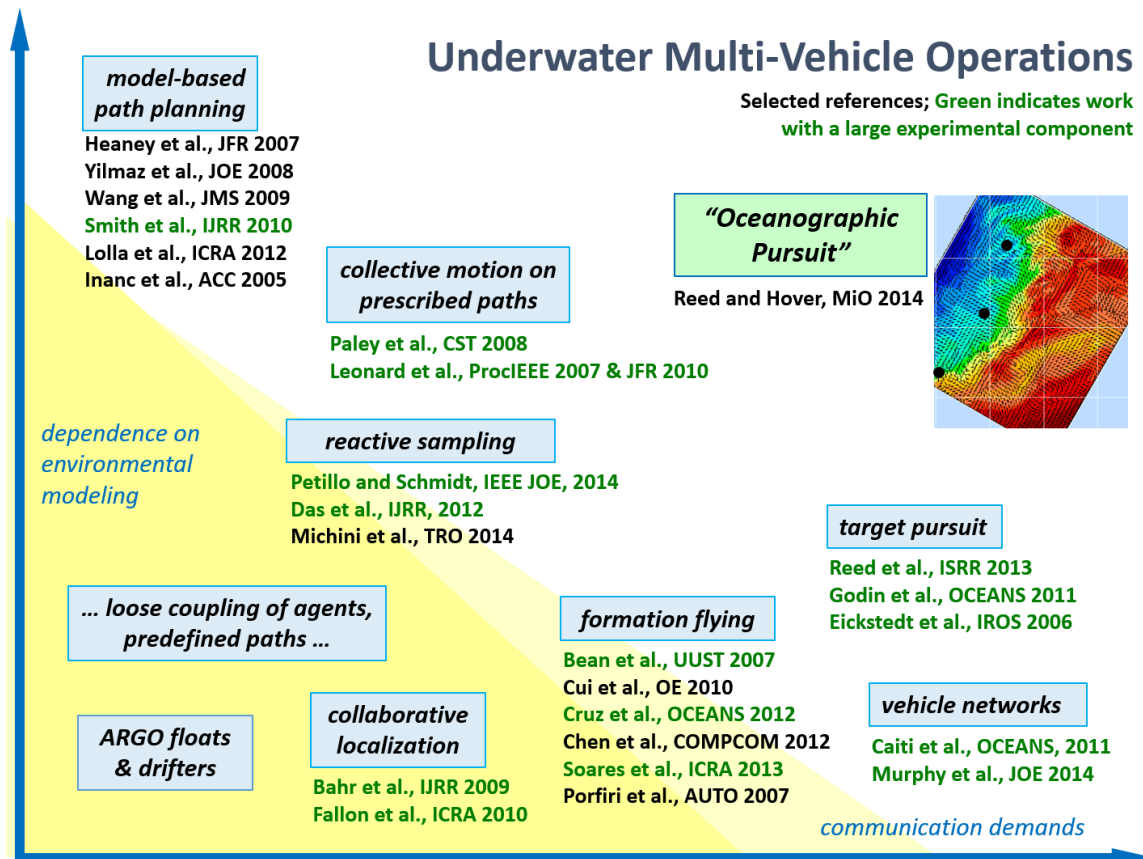 Underwater Multi-Vehicle Operations
Selected references; Green indicates work
with a large experimental component
model-based
path planning
Heaney et al., JFR 2007
Yilmaz et al., JOE 2008
Wang et al., JMS 2009
Smith et al., IJRR 2010
Lolla et al., ICRA 2012
Inanc et al., ACC 2005
“Oceanographic
Pursuit”
Reed and Hover, MiO 2014
collective motion on
prescribed paths
Paley et al., CST 2008
Leonard et al., ProcIEEE 2007 & JFR 2010
dependence on
environmental
modeling
reactive sampling
Petillo and Schmidt, IEEE JOE, 2014
Das et al., IJRR, 2012
Michini et al., TRO 2014
target pursuit
Reed et al., ISRR 2013
Godin et al., OCEANS 2011
Eickstedt et al., IROS 2006
... loose coupling of agents,
predefined paths ...
formation flying
Bean et al., UUST 2007
Cui et al., OE 2010
Cruz et al., OCEANS 2012
Chen et al., COMPCOM 2012
Soares et al., ICRA 2013
Porfiri et al., AUTO 2007
vehicle networks
Caiti et al., OCEANS, 2011
Murphy et al., JOE 2014
ARGO floats
& drifters
collaborative
localization
Bahr et al., IJRR 2009
Fallon et al., ICRA 2010
communication demands